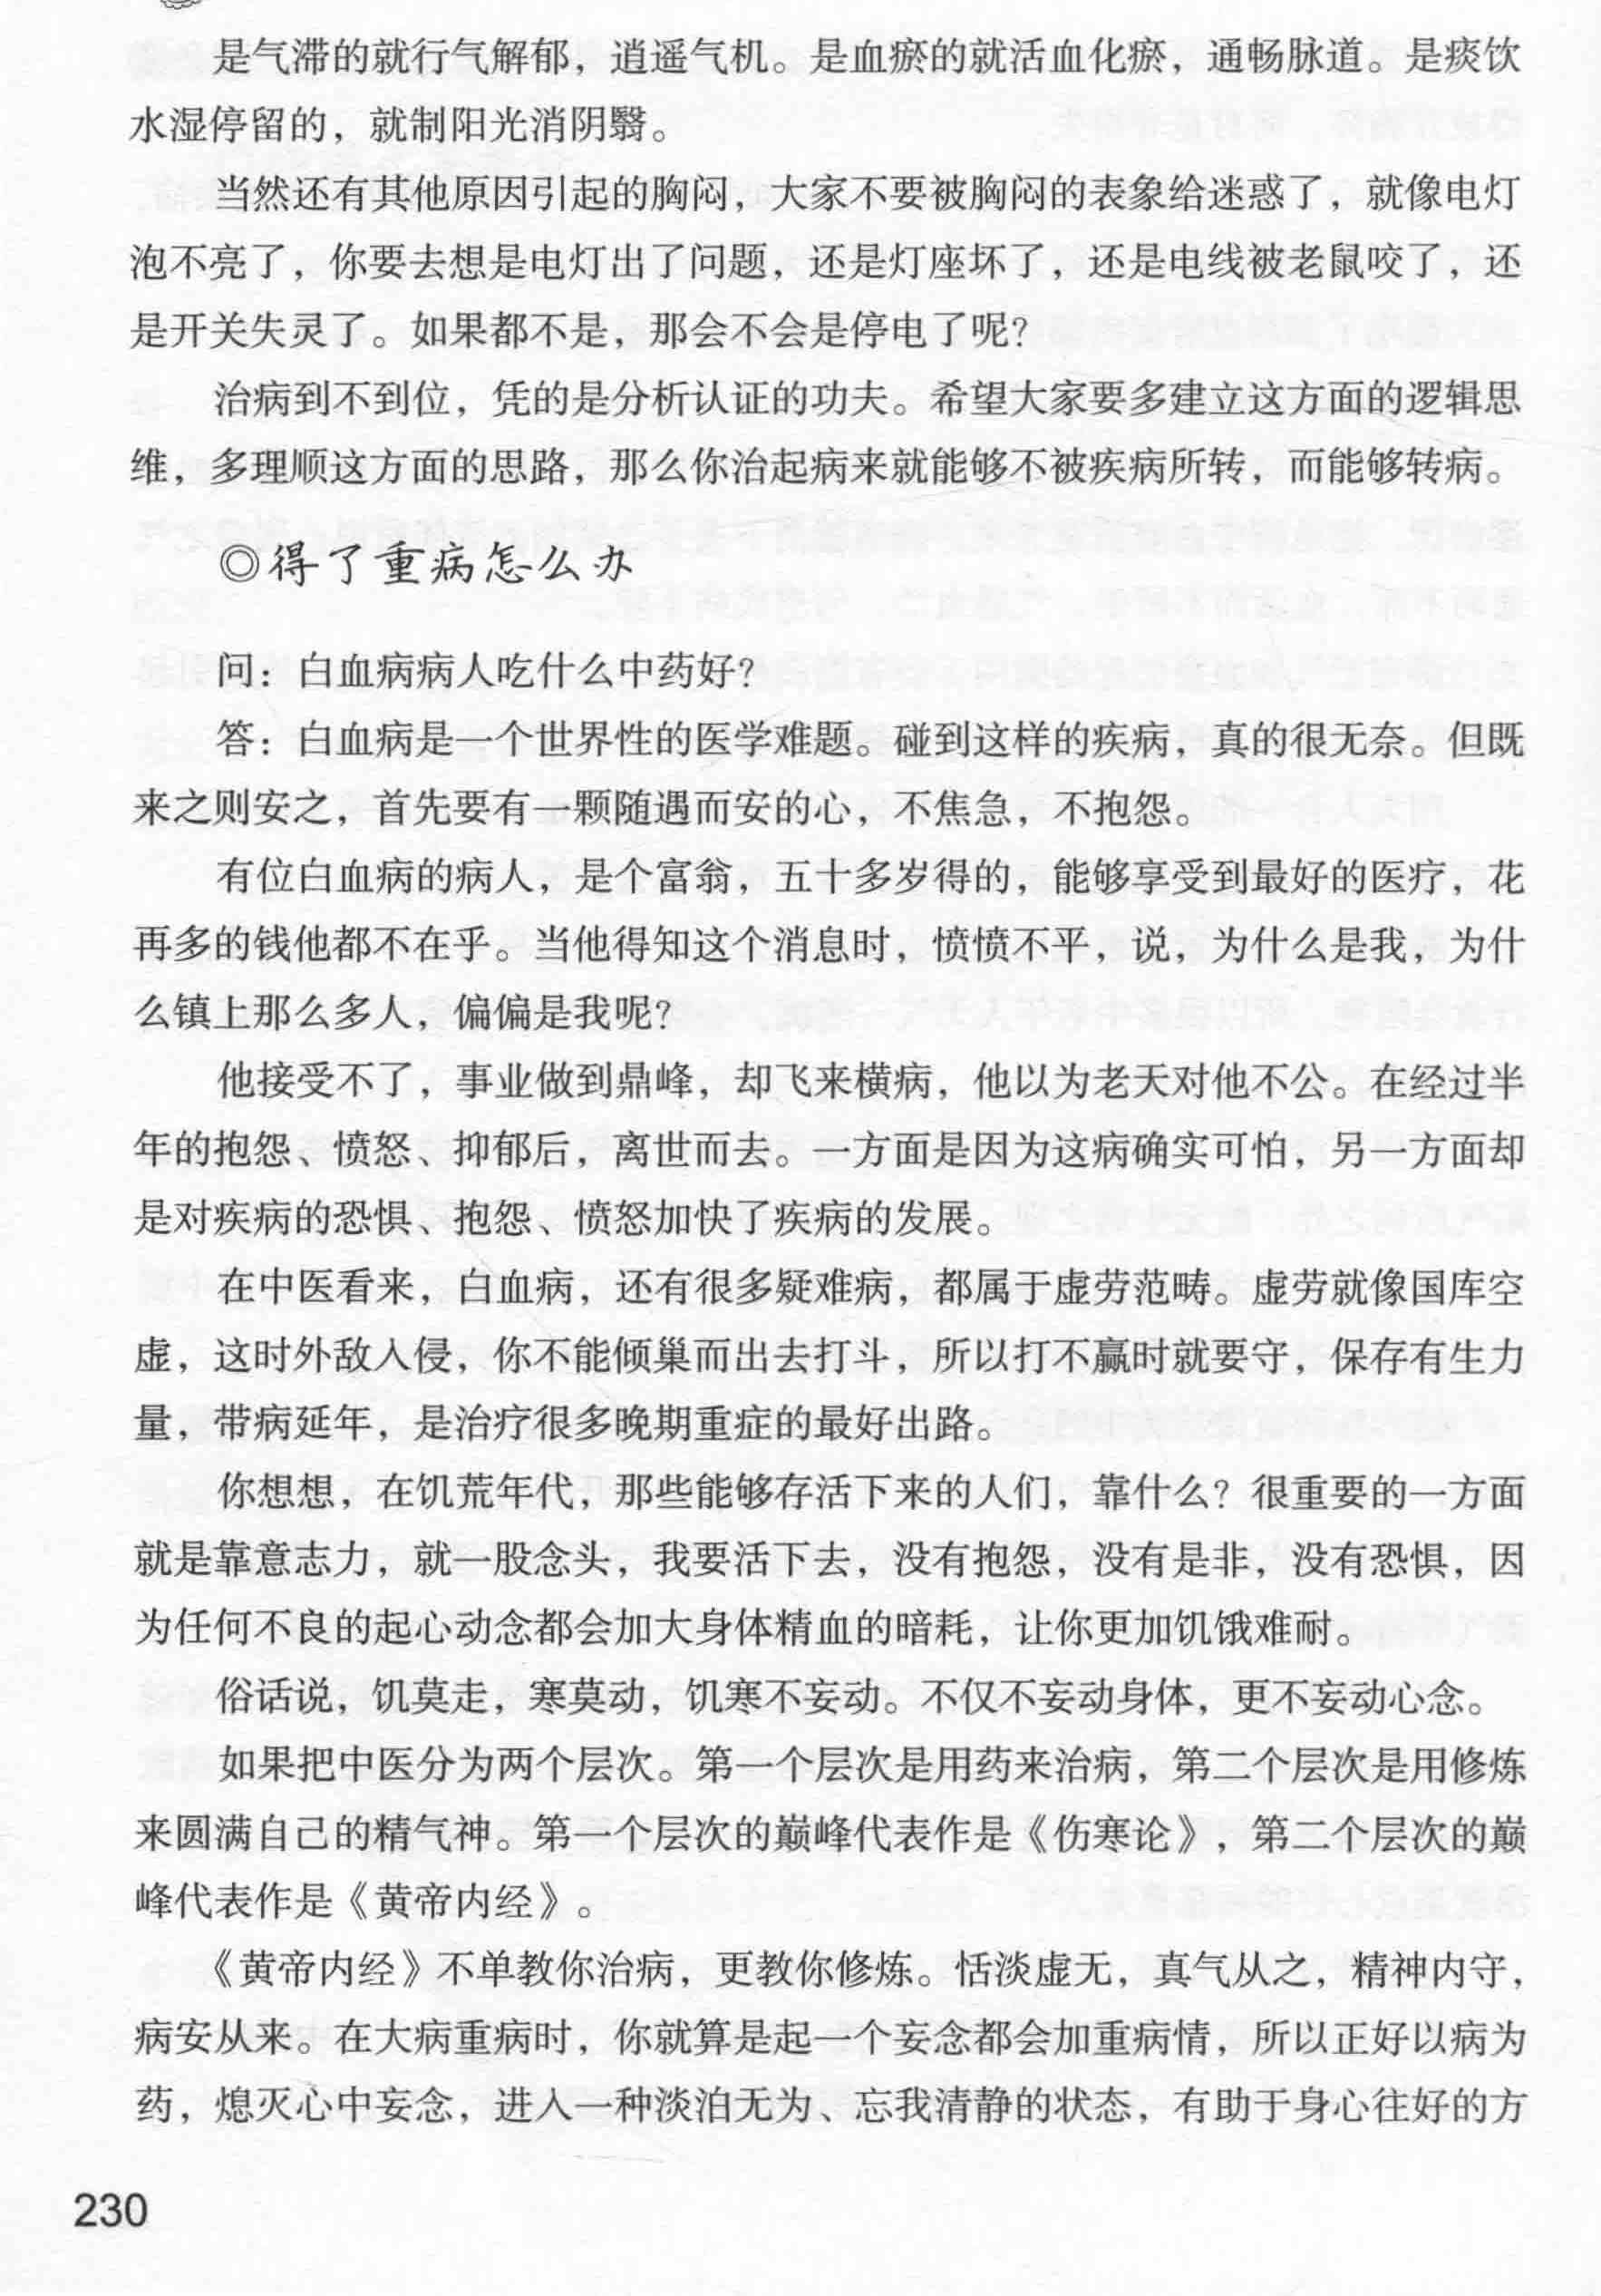 是气滞的就行气解郁，逍遥气机。是血瘀的就活血化瘀，通畅脉道。是痰饮
水湿停留的，就制阳光消阴翳。
当然还有其他原因引起的胸闷，大家不要被胸闷的表象给迷惑了，就像电灯
泡不亮了，你要去想是电灯出了问题，还是灯座坏了，还是电线被老鼠咬了，还
是开关失灵了。如果都不是，那会不会是停电了呢？
治病到不到位，凭的是分析认证的功夫。希望大家要多建立这方面的逻辑思
维，多理顺这方面的思路，那么你治起病来就能够不被疾病所转，而能够转病。
◎得了重病怎么办
问：白血病病人吃什么中药好？
答：白血病是一个世界性的医学难题。碰到这样的疾病，真的很无奈。但既
来之则安之，首先要有一颗随遇而安的心，不焦急，不抱怨。
有位白血病的病人，是个富翁，五十多岁得的，能够享受到最好的医疗，花
再多的钱他都不在乎。当他得知这个消息时，愤愤不平，说，为什么是我，为什
么镇上那么多人，偏偏是我呢？
他接受不了，事业做到鼎峰，却飞来横病，他以为老天对他不公。在经过半
年的抱怨、愤怒、抑郁后，离世而去。一方面是因为这病确实可怕，另一方面却
是对疾病的恐惧、抱怨、愤怒加快了疾病的发展。
在中医看来，白血病，还有很多疑难病，都属于虚劳范畴。虚劳就像国库空
虚，这时外敌入侵，你不能倾巢而出去打斗，所以打不赢时就要守，保存有生力
量，带病延年，是治疗很多晚期重症的最好出路。
你想想，在饥荒年代，那些能够存活下来的人们，靠什么？很重要的一方面
就是靠意志力，就一股念头，我要活下去，没有抱怨，没有是非，没有恐惧，因
为任何不良的起心动念都会加大身体精血的暗耗，让你更加饥饿难耐。
俗话说，饥莫走，寒莫动，饥寒不妄动。不仅不妄动身体，更不妄动心念。
如果把中医分为两个层次。第一个层次是用药来治病，第二个层次是用修炼
来圆满自己的精气神。第一个层次的巅峰代表作是《伤寒论》，第二个层次的巅
峰代表作是《黄帝内经》。
《黄帝内经》不单教你治病，更教你修炼。恬淡虚无，真气从之，精神内守，
病安从来。在大病重病时，你就算是起一个妄念都会加重病情，所以正好以病为
药，熄灭心中妄念，进入一种淡泊无为、忘我清静的状态，有助于身心往好的方
230